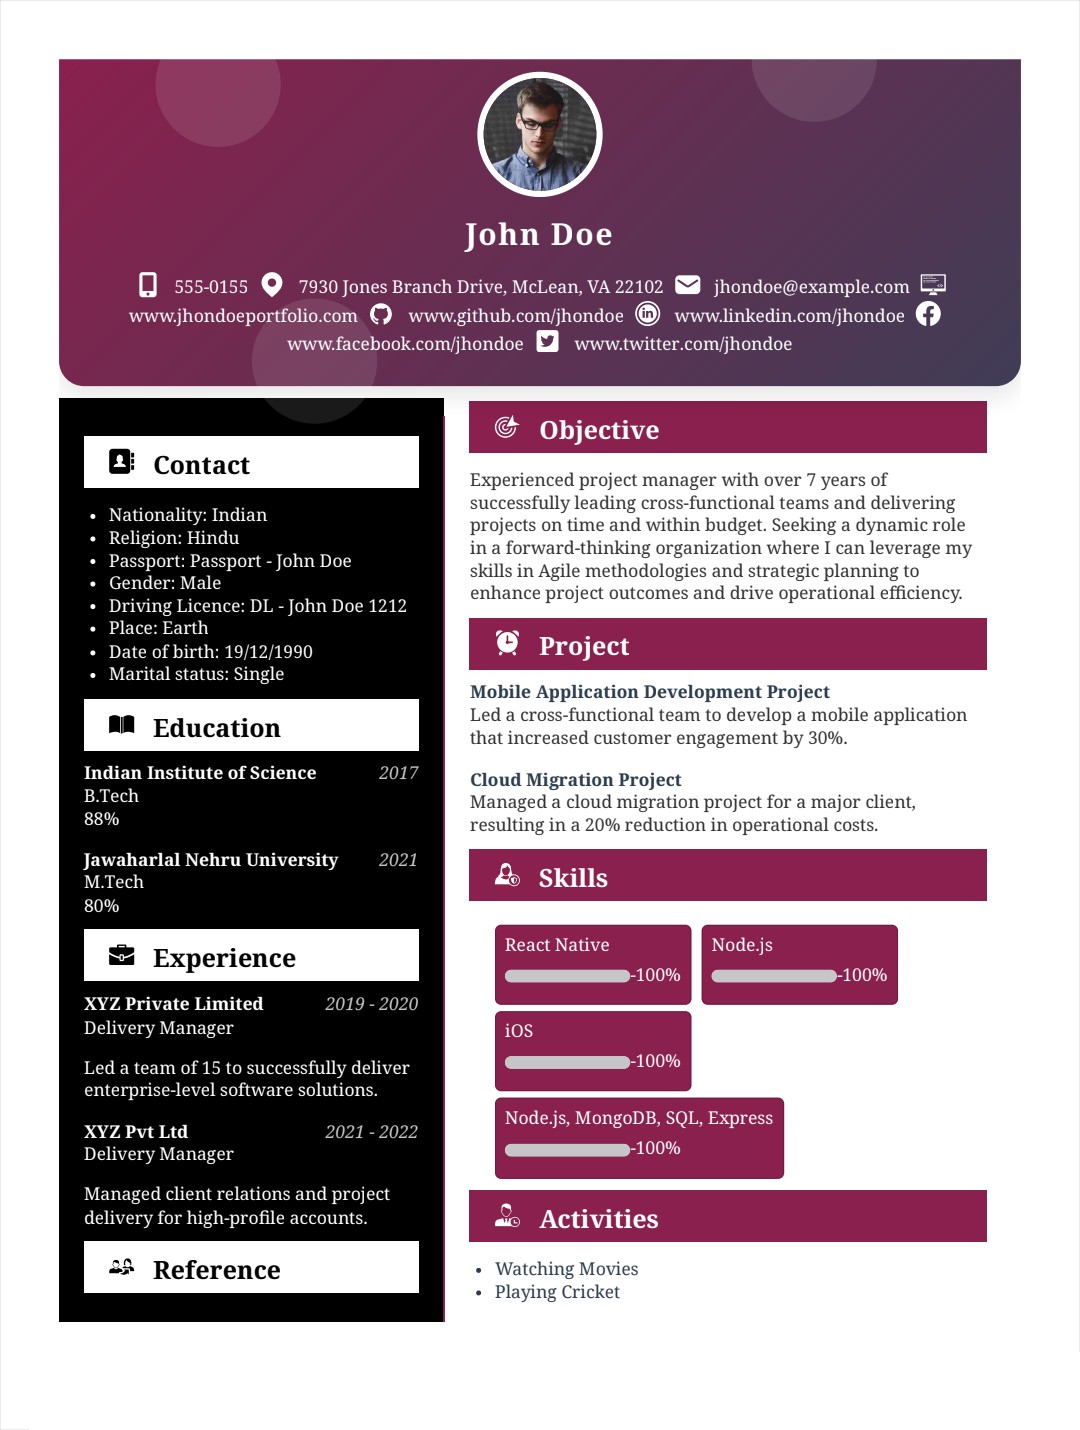 John Doe
555-0155 7930 Jones Branch Drive, McLean, VA 22102 jhondoe@example.com
www.jhondoeportfolio.com www.github.com/jhondoe www.linkedin.com/jhondoe
www.facebook.com/jhondoe www.twitter.com/jhondoe
Contact
• Nationality: Indian
• Religion: Hindu
• Passport: Passport - John Doe
• Gender: Male
• Driving Licence: DL - John Doe 1212
• Place: Earth
• Date of birth: 19/12/1990
• Marital status: Single
Education
Indian Institute of Science 2017
B.Tech
88%
Jawaharlal Nehru University 2021
M.Tech
80%
Experience
XYZ Private Limited 2019 - 2020
Delivery Manager
Led a team of 15 to successfully deliver
enterprise-level software solutions.
XYZ Pvt Ltd 2021 - 2022
Delivery Manager
Managed client relations and project
delivery for high-profile accounts.
Reference
Objective
Experienced project manager with over 7 years of
successfully leading cross-functional teams and delivering
projects on time and within budget. Seeking a dynamic role
in a forward-thinking organization where I can leverage my
skills in Agile methodologies and strategic planning to
enhance project outcomes and drive operational efficiency.
Project
Mobile Application Development Project
Led a cross-functional team to develop a mobile application
that increased customer engagement by 30%.
Cloud Migration Project
Managed a cloud migration project for a major client,
resulting in a 20% reduction in operational costs.
Skills
React Native
-100%
Node.js
-100%
iOS
-100%
Node.js, MongoDB, SQL, Express
-100%
Activities
• Watching Movies
• Playing Cricket